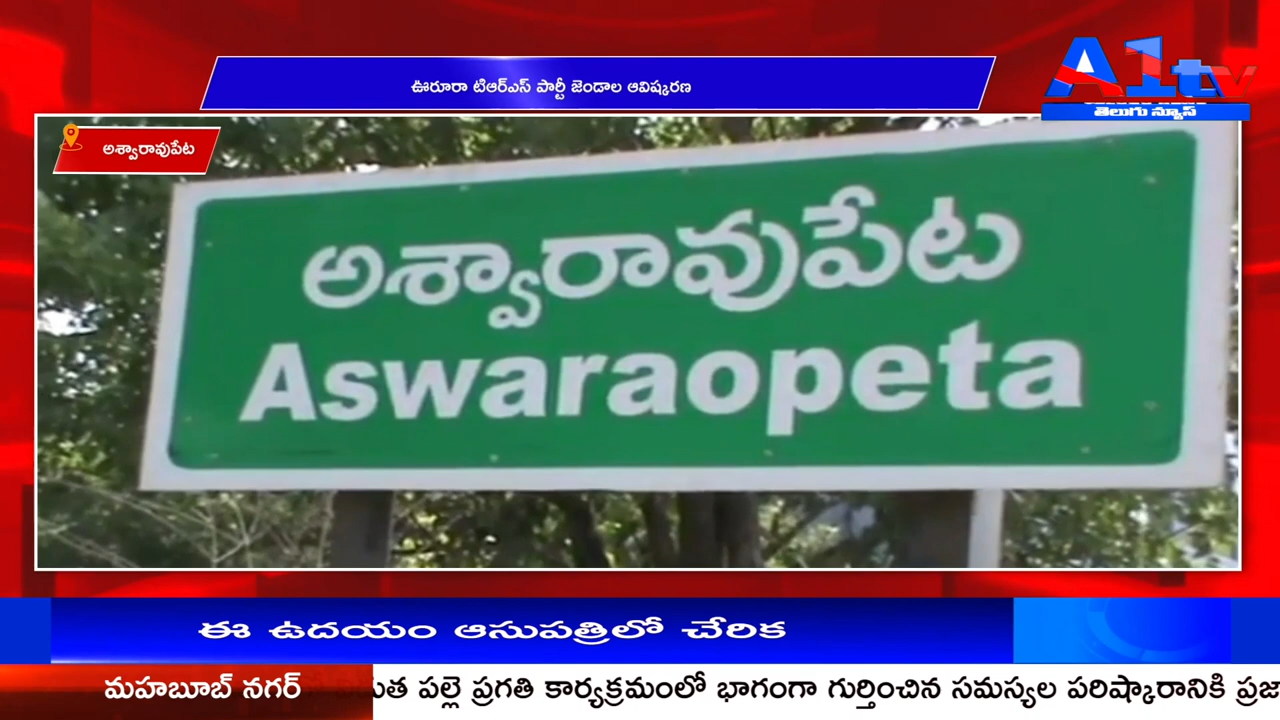 ఊరూరా టిఆర్ఎస్ పార్టీ జెండాల ఆవిష్కరణ
A1tv
తెలుగు న్యూస్
అశ్వారావుపేట
అశ్వారావుపేట
Aswaraopeta
ఈ ఉదయం ఆసుపత్రిలో చేరిక
మహబూబ్ నగర్
పల్లె ప్రగతి కార్యక్రమంలో భాగంగా గుర్తించిన సమస్యల పరిష్కారానికి